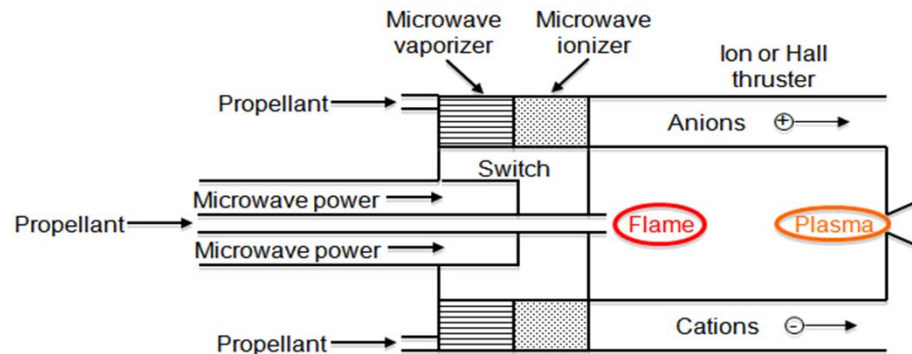 Microwave
vaporizer
Microwave
ionizer
Ion or Hall
thruster
Propellant
Anions +
Switch
Microwave power
Propellant
Flame
Plasma
Microwave power
Cations -
Propellant